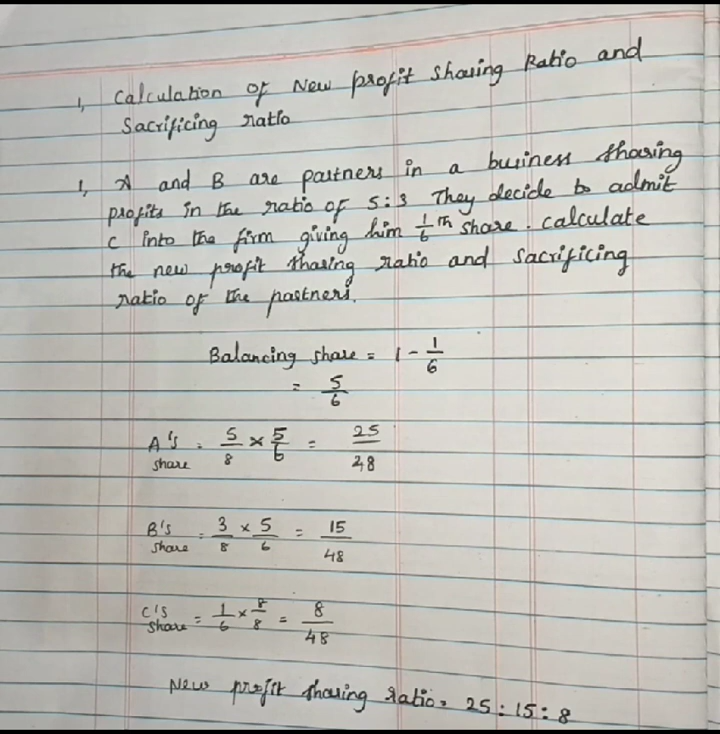 1, Calculation of New profit sharing Ratio and
Sacrificing ratio
1, A and B are partners in a business sharing
profits in the ratio of 5:3 They decide to admit
C into the firm giving him 1/6 th share. calculate
the new profit sharing ratio and sacrificing
ratio of the partners.
Balancing share = 1 - 1/6
= 5/6
A's share = 5/8 × 5/6 = 25/48
B's share = 3/8 × 5/6 = 15/48
C's share = 1/6 × 8/8 = 8/48
New profit sharing ratio = 25 : 15 : 8